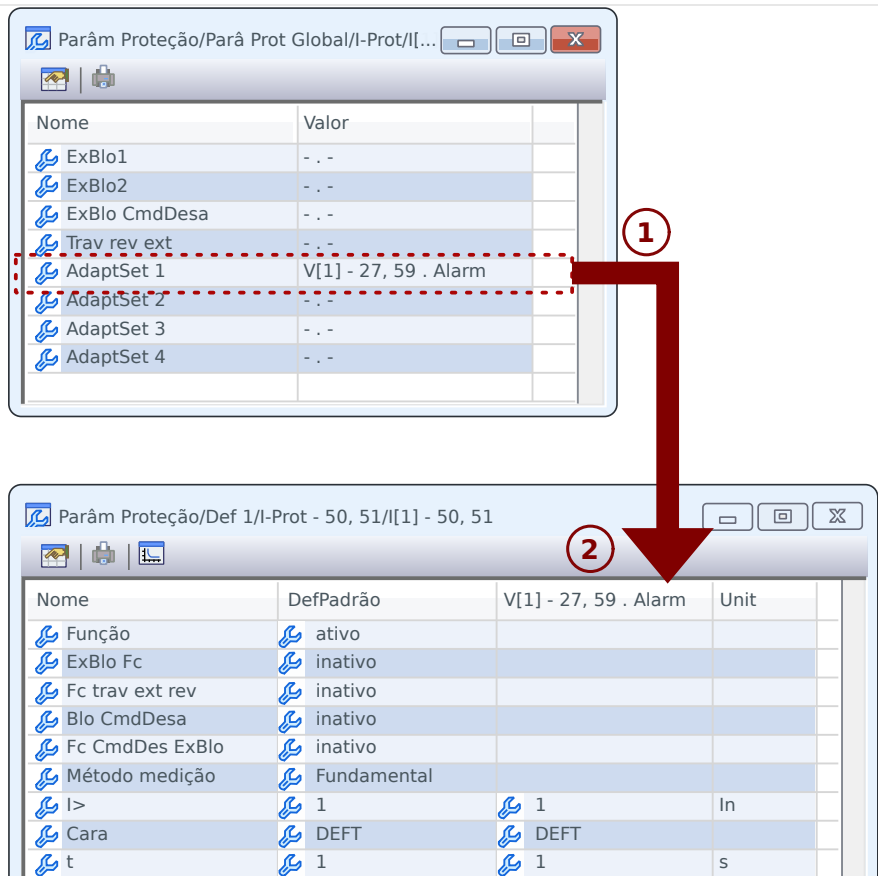 Parâm Proteção/Parâ Prot Global/I-Prot/I[...
Nome Valor
ExBlo1 - . -
ExBlo2 - . -
ExBlo CmdDesa - . -
Trav rev ext - . -
AdaptSet 1 V[1] - 27, 59 . Alarm
AdaptSet 2 - . -
AdaptSet 3 - . -
AdaptSet 4 - . -
1
Parâm Proteção/Def 1/I-Prot - 50, 51/I[1] - 50, 51
2
Nome DefPadrão V[1] - 27, 59 . Alarm Unit
Função ativo
ExBlo Fc inativo
Fc trav ext rev inativo
Blo CmdDesa inativo
Fc CmdDes ExBlo inativo
Método medição Fundamental
I> 1 1 In
Cara DEFT DEFT
t 1 1 s